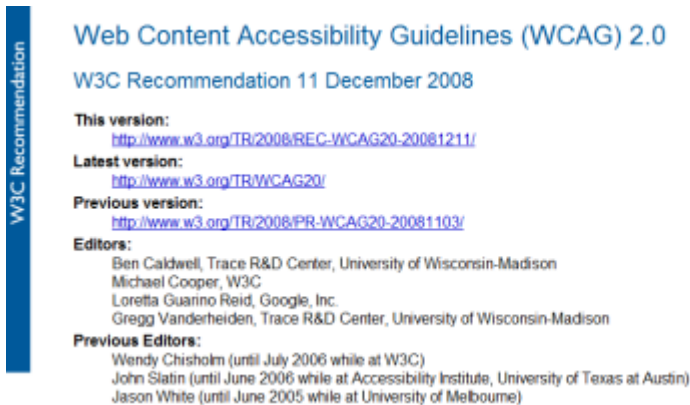 W3C Recommendation
Web Content Accessibility Guidelines (WCAG) 2.0
W3C Recommendation 11 December 2008
This version:
http://www.w3.org/TR/2008/REC-WCAG20-20081211/
Latest version:
http://www.w3.org/TR/WCAG20/
Previous version:
http://www.w3.org/TR/2008/PR-WCAG20-20081103/
Editors:
Ben Caldwell, Trace R&D Center, University of Wisconsin-Madison
Michael Cooper, W3C
Loretta Guarino Reid, Google, Inc.
Gregg Vanderheiden, Trace R&D Center, University of Wisconsin-Madison
Previous Editors:
Wendy Chisholm (until July 2006 while at W3C)
John Slatin (until June 2006 while at Accessibility Institute, University of Texas at Austin)
Jason White (until June 2005 while at University of Melbourne)